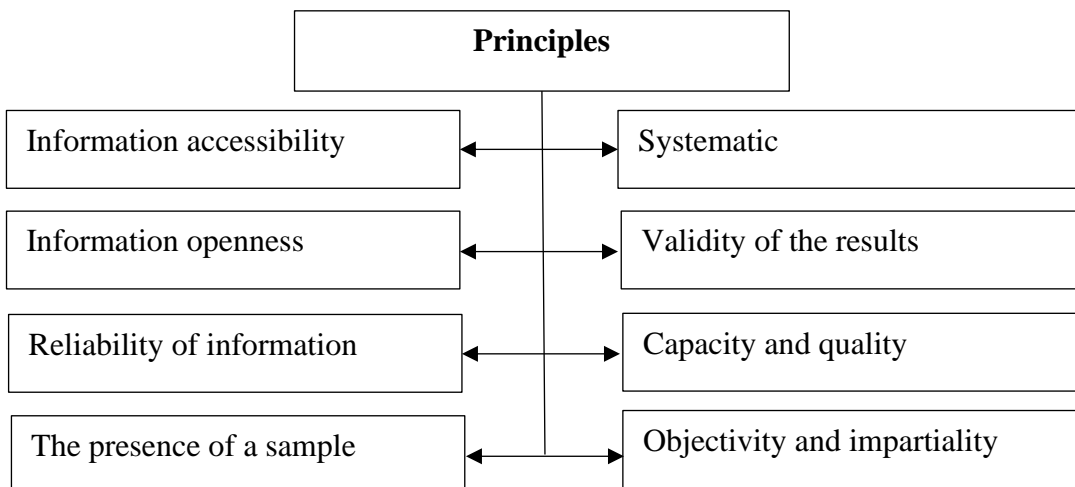 Principles
Information accessibility
Systematic
Information openness
Validity of the results
Reliability of information
Capacity and quality
The presence of a sample
Objectivity and impartiality